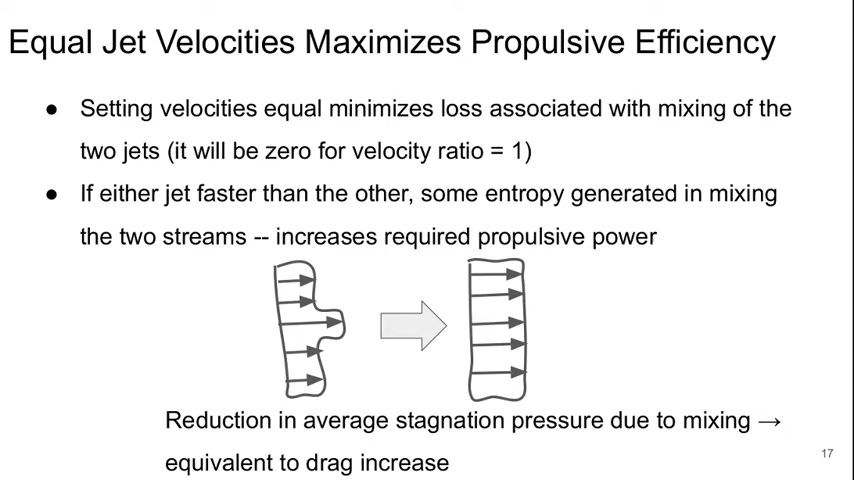 Equal Jet Velocities Maximizes Propulsive Efficiency
● Setting velocities equal minimizes loss associated with mixing of the
two jets (it will be zero for velocity ratio = 1)
● If either jet faster than the other, some entropy generated in mixing
the two streams -- increases required propulsive power
Reduction in average stagnation pressure due to mixing →
equivalent to drag increase
17